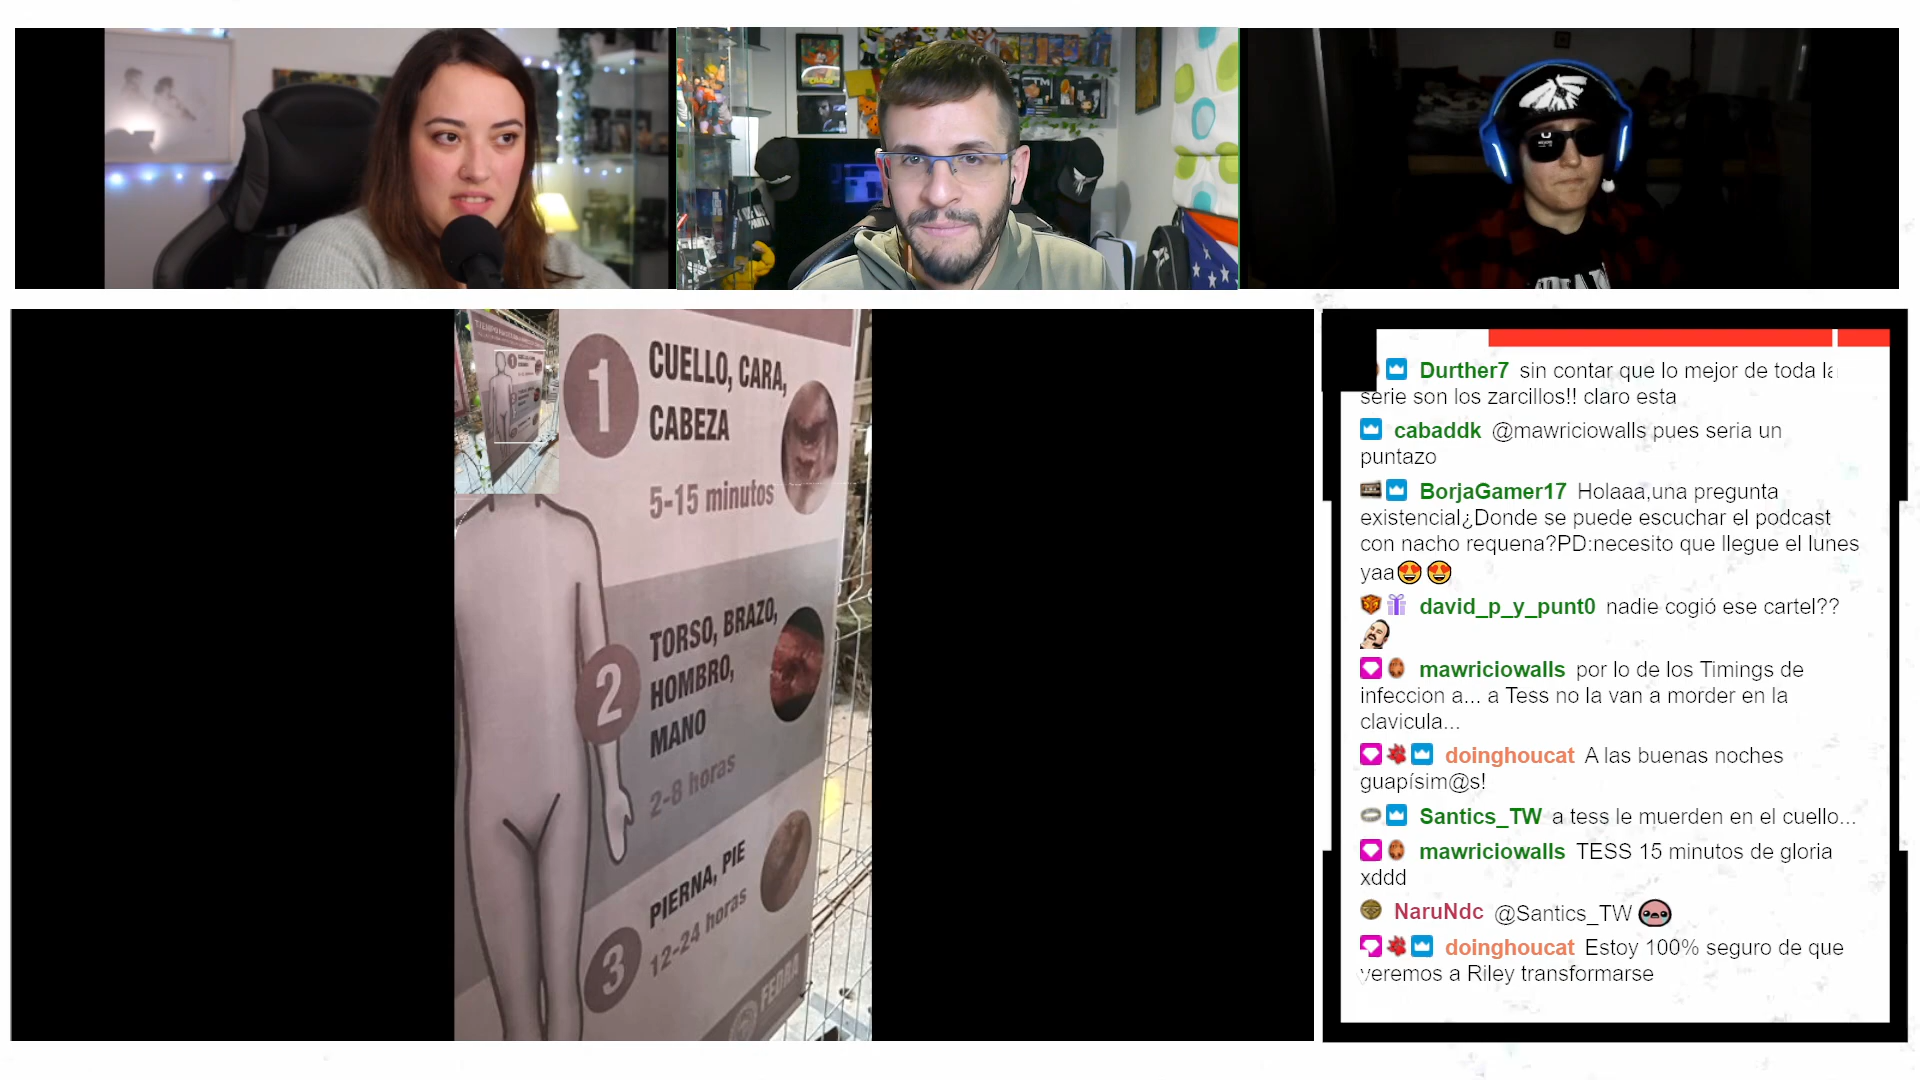 1
CUELLO, CARA,
CABEZA
5-15 minutos
2
TORSO, BRAZO,
HOMBRO,
MANO
2-8 horas
3
PIERNA, PIE
12-24 horas
FEDRA
Durther7 sin contar que lo mejor de toda la
serie son los zarcillos!! claro esta
cabaddk @mawriciowalls pues seria un
puntazo
BorjaGamer17 Holaaa,una pregunta
existencial¿Donde se puede escuchar el podcast
con nacho requena?PD:necesito que llegue el lunes
yaa😍😍
david_p_y_punt0 nadie cogió ese cartel??
mawriciowalls por lo de los Timings de
infeccion a... a Tess no la van a morder en la
clavicula...
doinghoucat A las buenas noches
guapísim@s!
Santics_TW a tess le muerden en el cuello...
mawriciowalls TESS 15 minutos de gloria
xddd
NaruNdc @Santics_TW
doinghoucat Estoy 100% seguro de que
veremos a Riley transformarse